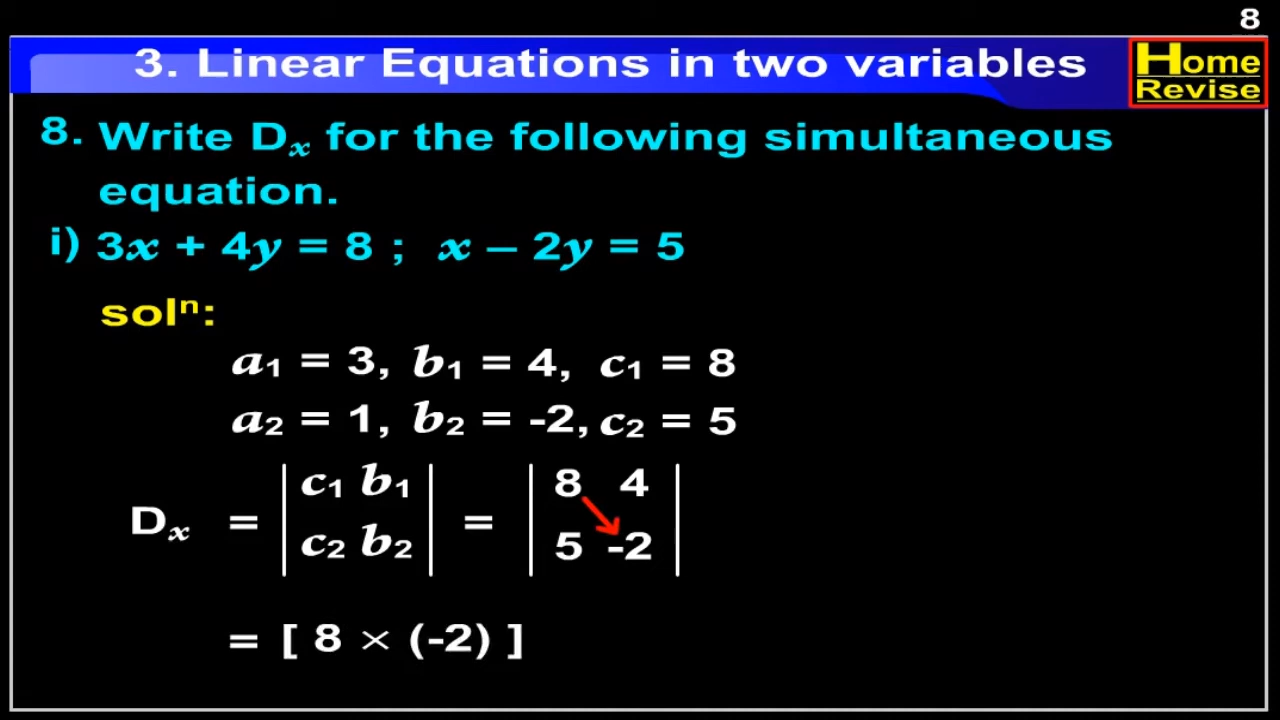 8
3. Linear Equations in two variables
Home
Revise
8. Write Dₓ for the following simultaneous
equation.
i) 3x + 4y = 8 ; x – 2y = 5
solⁿ:
a₁ = 3, b₁ = 4, c₁ = 8
a₂ = 1, b₂ = -2, c₂ = 5
c₁ b₁ 8 4
Dₓ = =
c₂ b₂ 5 -2
= [ 8 × (-2) ]